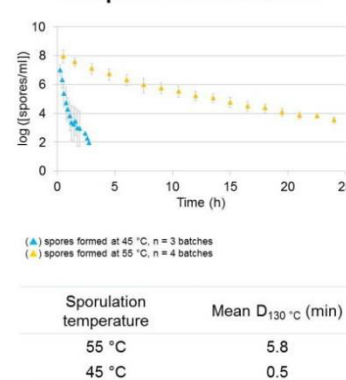 10
8
6
4
2
0
log ([spores/ml])
0 5 10 15 20
Time (h)
(▲) spores formed at 45 °C, n = 3 batches
(▲) spores formed at 55 °C, n = 4 batches
Sporulation temperature Mean D130 °C (min)
55 °C 5.8
45 °C 0.5